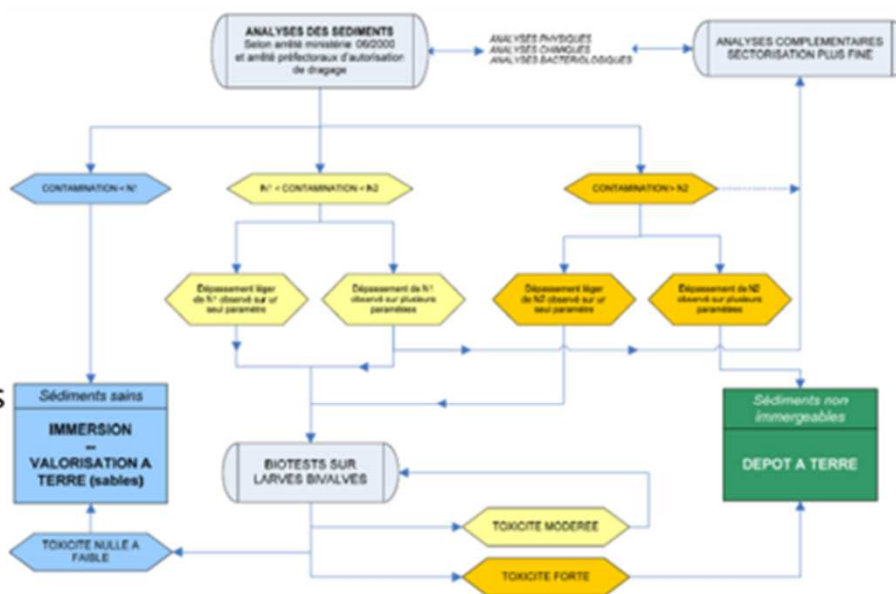 ANALYSES DES SEDIMENTS
Selon arrêté ministérie 06/2000
et arrêté préfectoraux d'autorisation
de dragage
ANALYSES PHYSIQUES
ANALYSES CHIMIQUES
ANALYSES BACTERIOLOGIQUES
ANALYSES COMPLEMENTAIRES
SECTORISATION PLUS FINE
CONTAMINATION < N1
N1 < CONTAMINATION < N2
CONTAMINATION > N2
Dépassement léger
de N1 observé sur un
seul paramètre
Dépassement de N1
observé sur plusieurs
paramètres
Dépassement léger
de N2 observé sur un
seul paramètre
Dépassement de N2
observé sur plusieurs
paramètres
s
Sédiments sains
IMMERSION
--
VALORISATION A
TERRE (sables)
Sédiments non
immergeables
DEPOT A TERRE
BIOTESTS SUR
LARVES BIVALVES
TOXICITE MODEREE
TOXICITE NULLE A
FAIBLE
TOXICITE FORTE